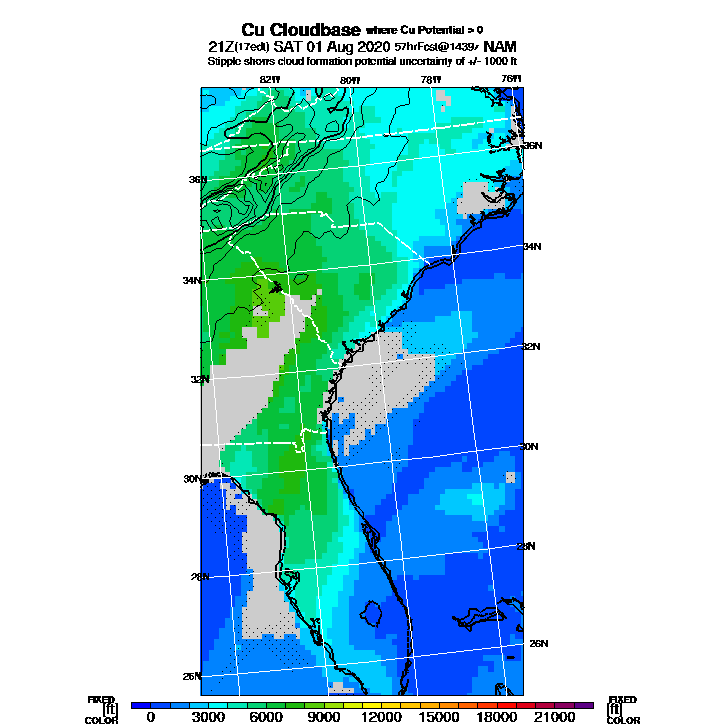 Cu Cloudbase where Cu Potential > 0
21Z(17edt) SAT 01 Aug 2020 57hrFcst@1439z NAM
Stipple shows cloud formation potential uncertainty of +/- 1000 ft
82W 80W 78W 76W
36N
36N
34N
34N
32N
32N
30N
30N
28N
28N
26N
26N
FIXED FIXED
[ft] [ft]
COLOR COLOR
0 3000 6000 9000 12000 15000 18000 21000